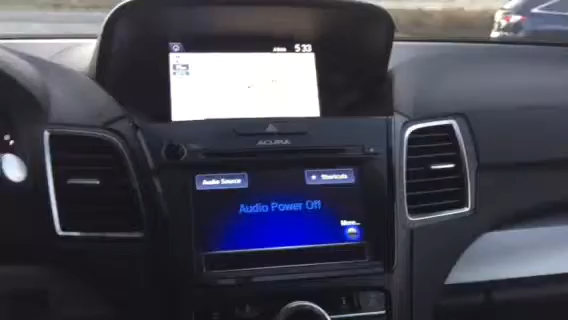 5:33
ACURA
Audio Source
Shortcuts
Audio Power Off
More...